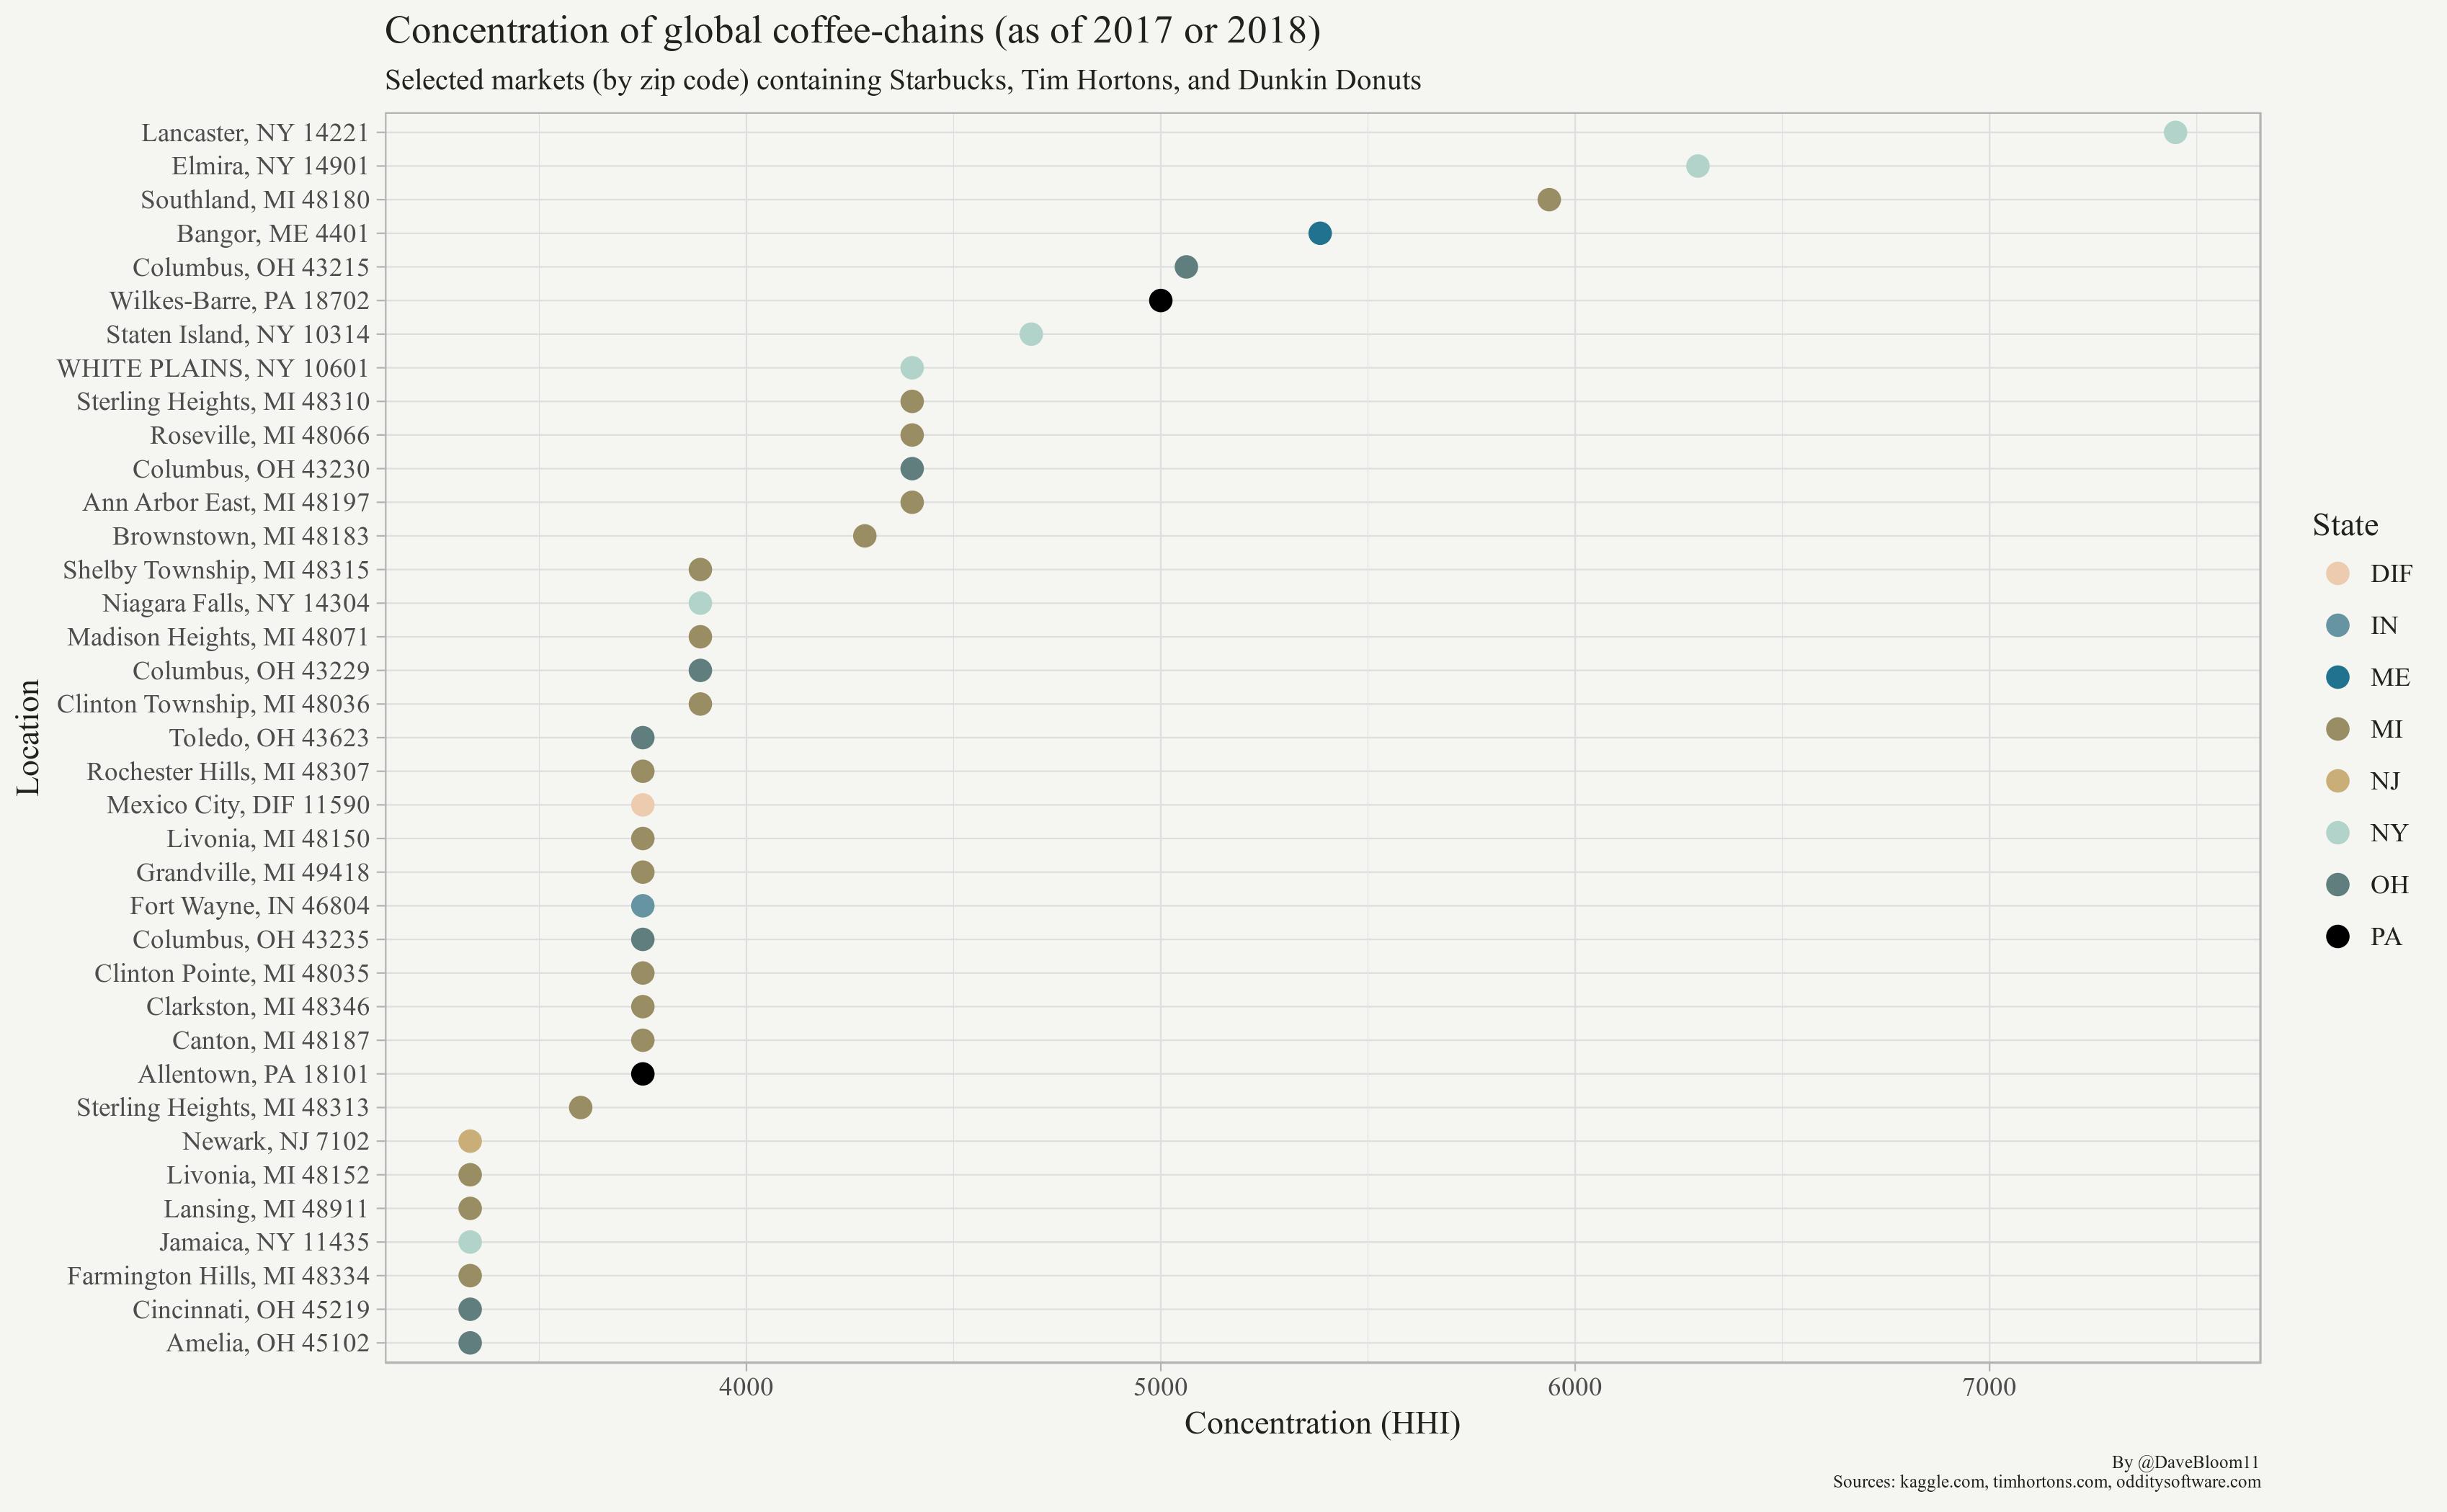 Concentration of global coffee-chains (as of 2017 or 2018)
Selected markets (by zip code) containing Starbucks, Tim Hortons, and Dunkin Donuts
Location
Lancaster, NY 14221
Elmira, NY 14901
Southland, MI 48180
Bangor, ME 4401
Columbus, OH 43215
Wilkes-Barre, PA 18702
Staten Island, NY 10314
WHITE PLAINS, NY 10601
Sterling Heights, MI 48310
Roseville, MI 48066
Columbus, OH 43230
Ann Arbor East, MI 48197
Brownstown, MI 48183
Shelby Township, MI 48315
Niagara Falls, NY 14304
Madison Heights, MI 48071
Columbus, OH 43229
Clinton Township, MI 48036
Toledo, OH 43623
Rochester Hills, MI 48307
Mexico City, DIF 11590
Livonia, MI 48150
Grandville, MI 49418
Fort Wayne, IN 46804
Columbus, OH 43235
Clinton Pointe, MI 48035
Clarkston, MI 48346
Canton, MI 48187
Allentown, PA 18101
Sterling Heights, MI 48313
Newark, NJ 7102
Livonia, MI 48152
Lansing, MI 48911
Jamaica, NY 11435
Farmington Hills, MI 48334
Cincinnati, OH 45219
Amelia, OH 45102
4000 5000 6000 7000
Concentration (HHI)
State
DIF
IN
ME
MI
NJ
NY
OH
PA
By @DaveBloom11
Sources: kaggle.com, timhortons.com, odditysoftware.com